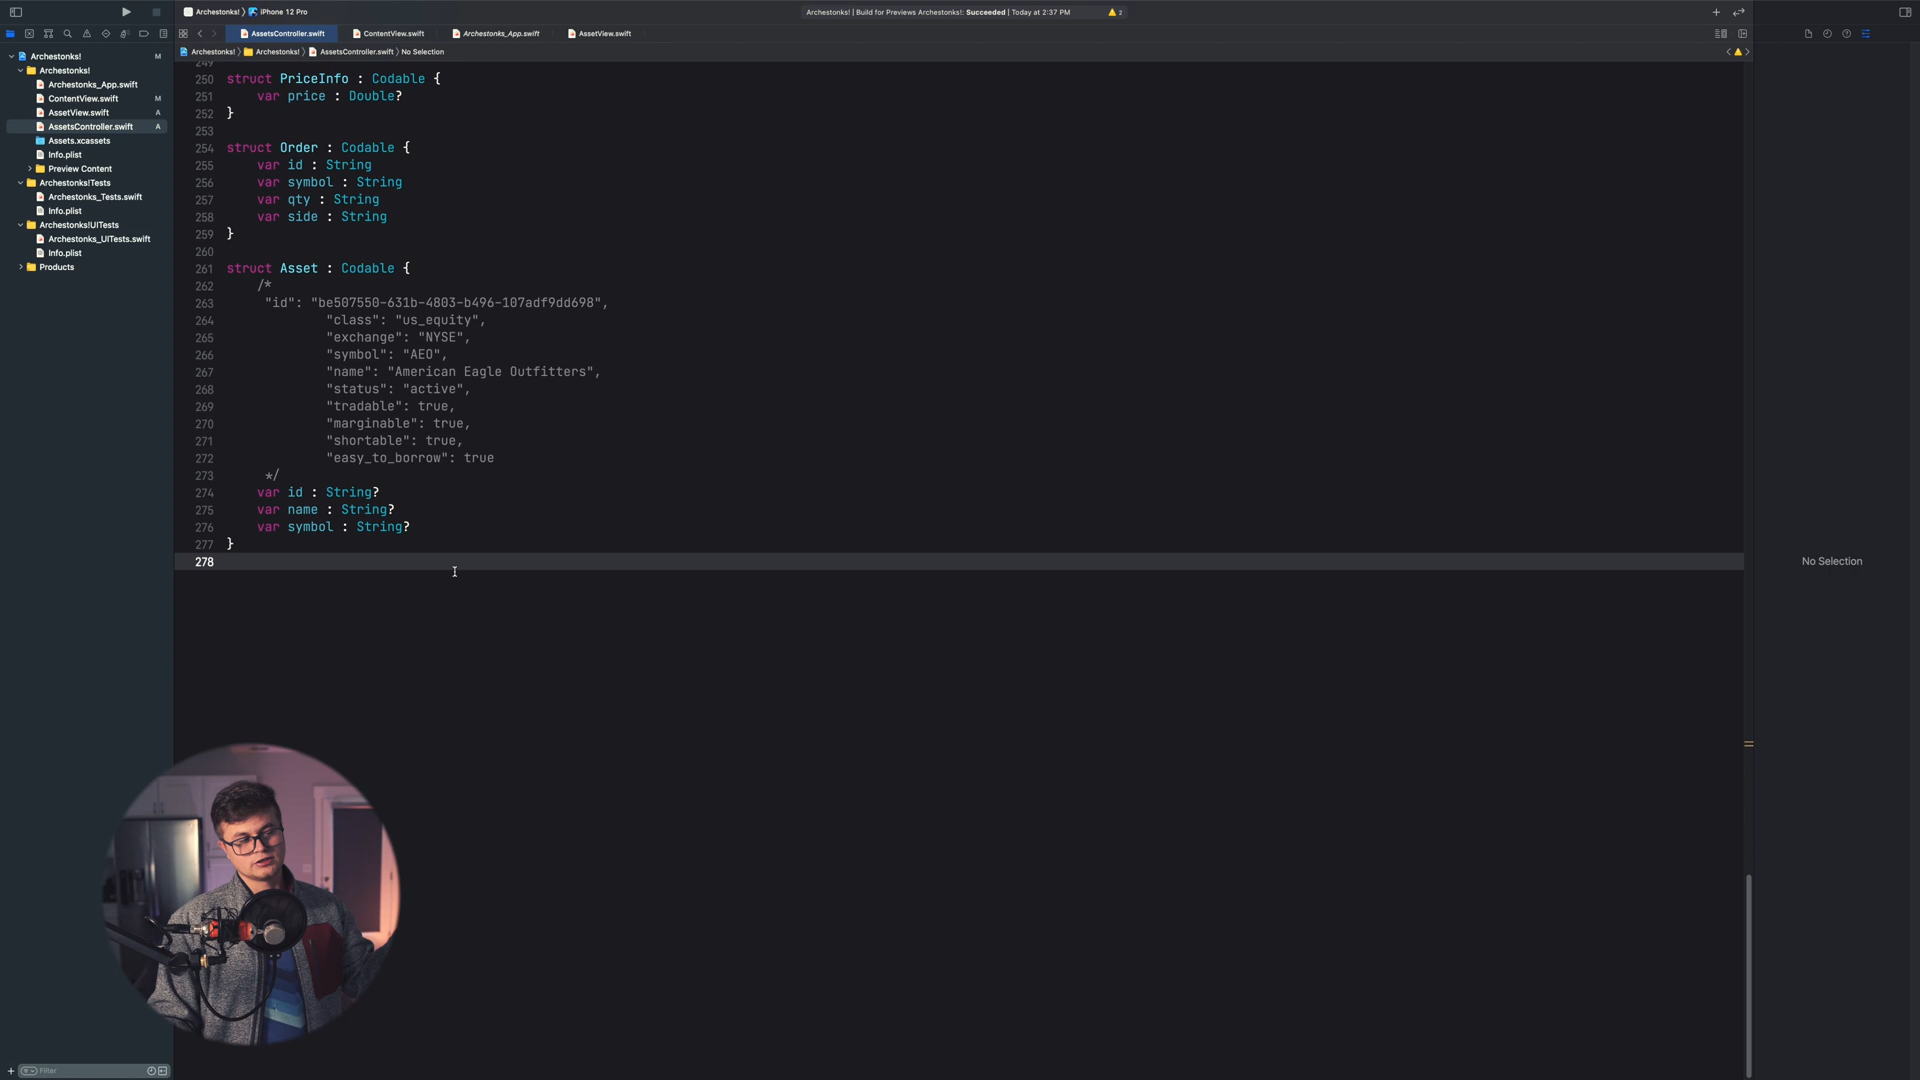 Archestonks! ⟩ iPhone 12 Pro
Archestonks! | Build for Previews Archestonks!: Succeeded | Today at 2:37 PM
2
AssetsController.swift
ContentView.swift
Archestonks_App.swift
AssetView.swift
Archestonks! ⟩ Archestonks! ⟩ AssetsController.swift ⟩ No Selection
Archestonks! M
Archestonks!
Archestonks_App.swift
ContentView.swift M
AssetView.swift A
AssetsController.swift A
Assets.xcassets
Info.plist
Preview Content
Archestonks!Tests
Archestonks_Tests.swift
Info.plist
Archestonks!UITests
Archestonks_UITests.swift
Info.plist
Products
249
250 struct PriceInfo : Codable {
251 var price : Double?
252 }
253
254 struct Order : Codable {
255 var id : String
256 var symbol : String
257 var qty : String
258 var side : String
259 }
260
261 struct Asset : Codable {
262 /*
263 "id": "be507550-631b-4803-b496-107adf9dd698",
264 "class": "us_equity",
265 "exchange": "NYSE",
266 "symbol": "AEO",
267 "name": "American Eagle Outfitters",
268 "status": "active",
269 "tradable": true,
270 "marginable": true,
271 "shortable": true,
272 "easy_to_borrow": true
273 */
274 var id : String?
275 var name : String?
276 var symbol : String?
277 }
278
No Selection
Filter